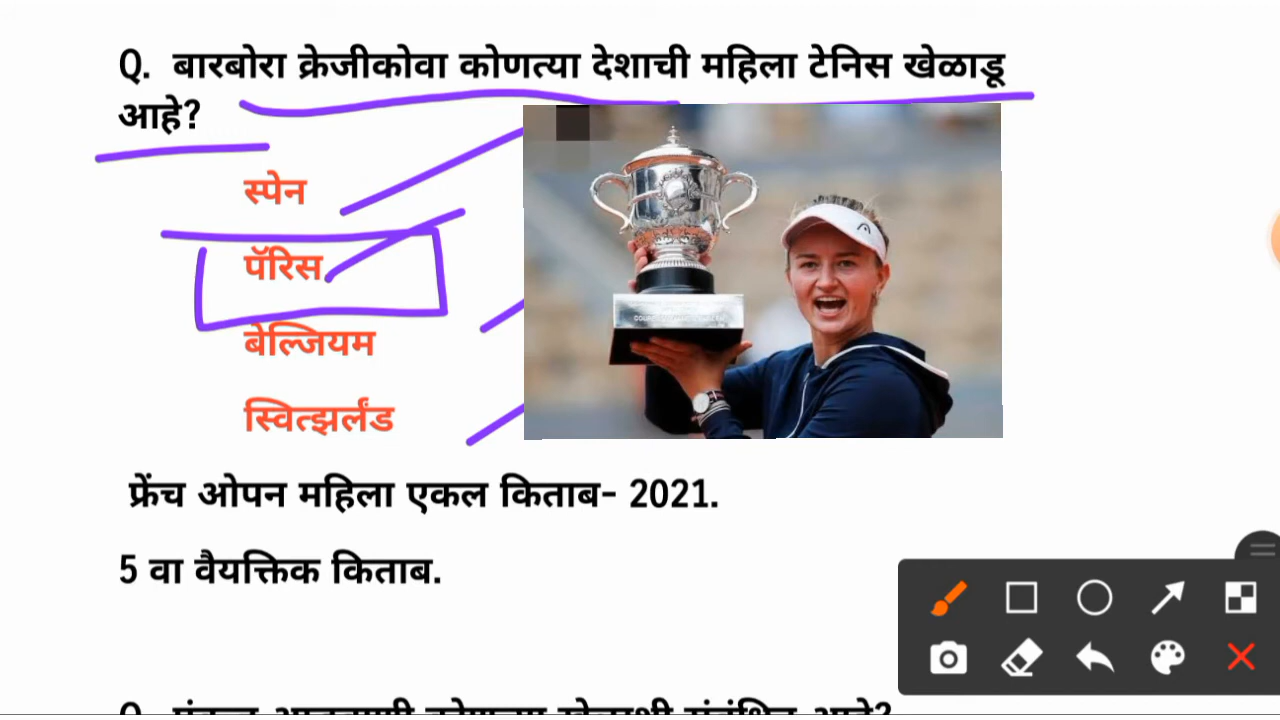 Q. बारबोरा क्रेजीकोवा कोणत्या देशाची महिला टेनिस खेळाडू
आहे?
स्पेन
पॅरिस
बेल्जियम
स्वित्झर्लंड
फ्रेंच ओपन महिला एकल किताब- 2021.
5 वा वैयक्तिक किताब.